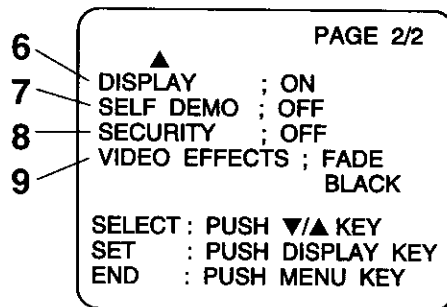 PAGE 2/2
▲
6 DISPLAY ; ON
7 SELF DEMO ; OFF
8 SECURITY ; OFF
9 VIDEO EFFECTS ; FADE
BLACK
SELECT : PUSH ▼/▲ KEY
SET : PUSH DISPLAY KEY
END : PUSH MENU KEY